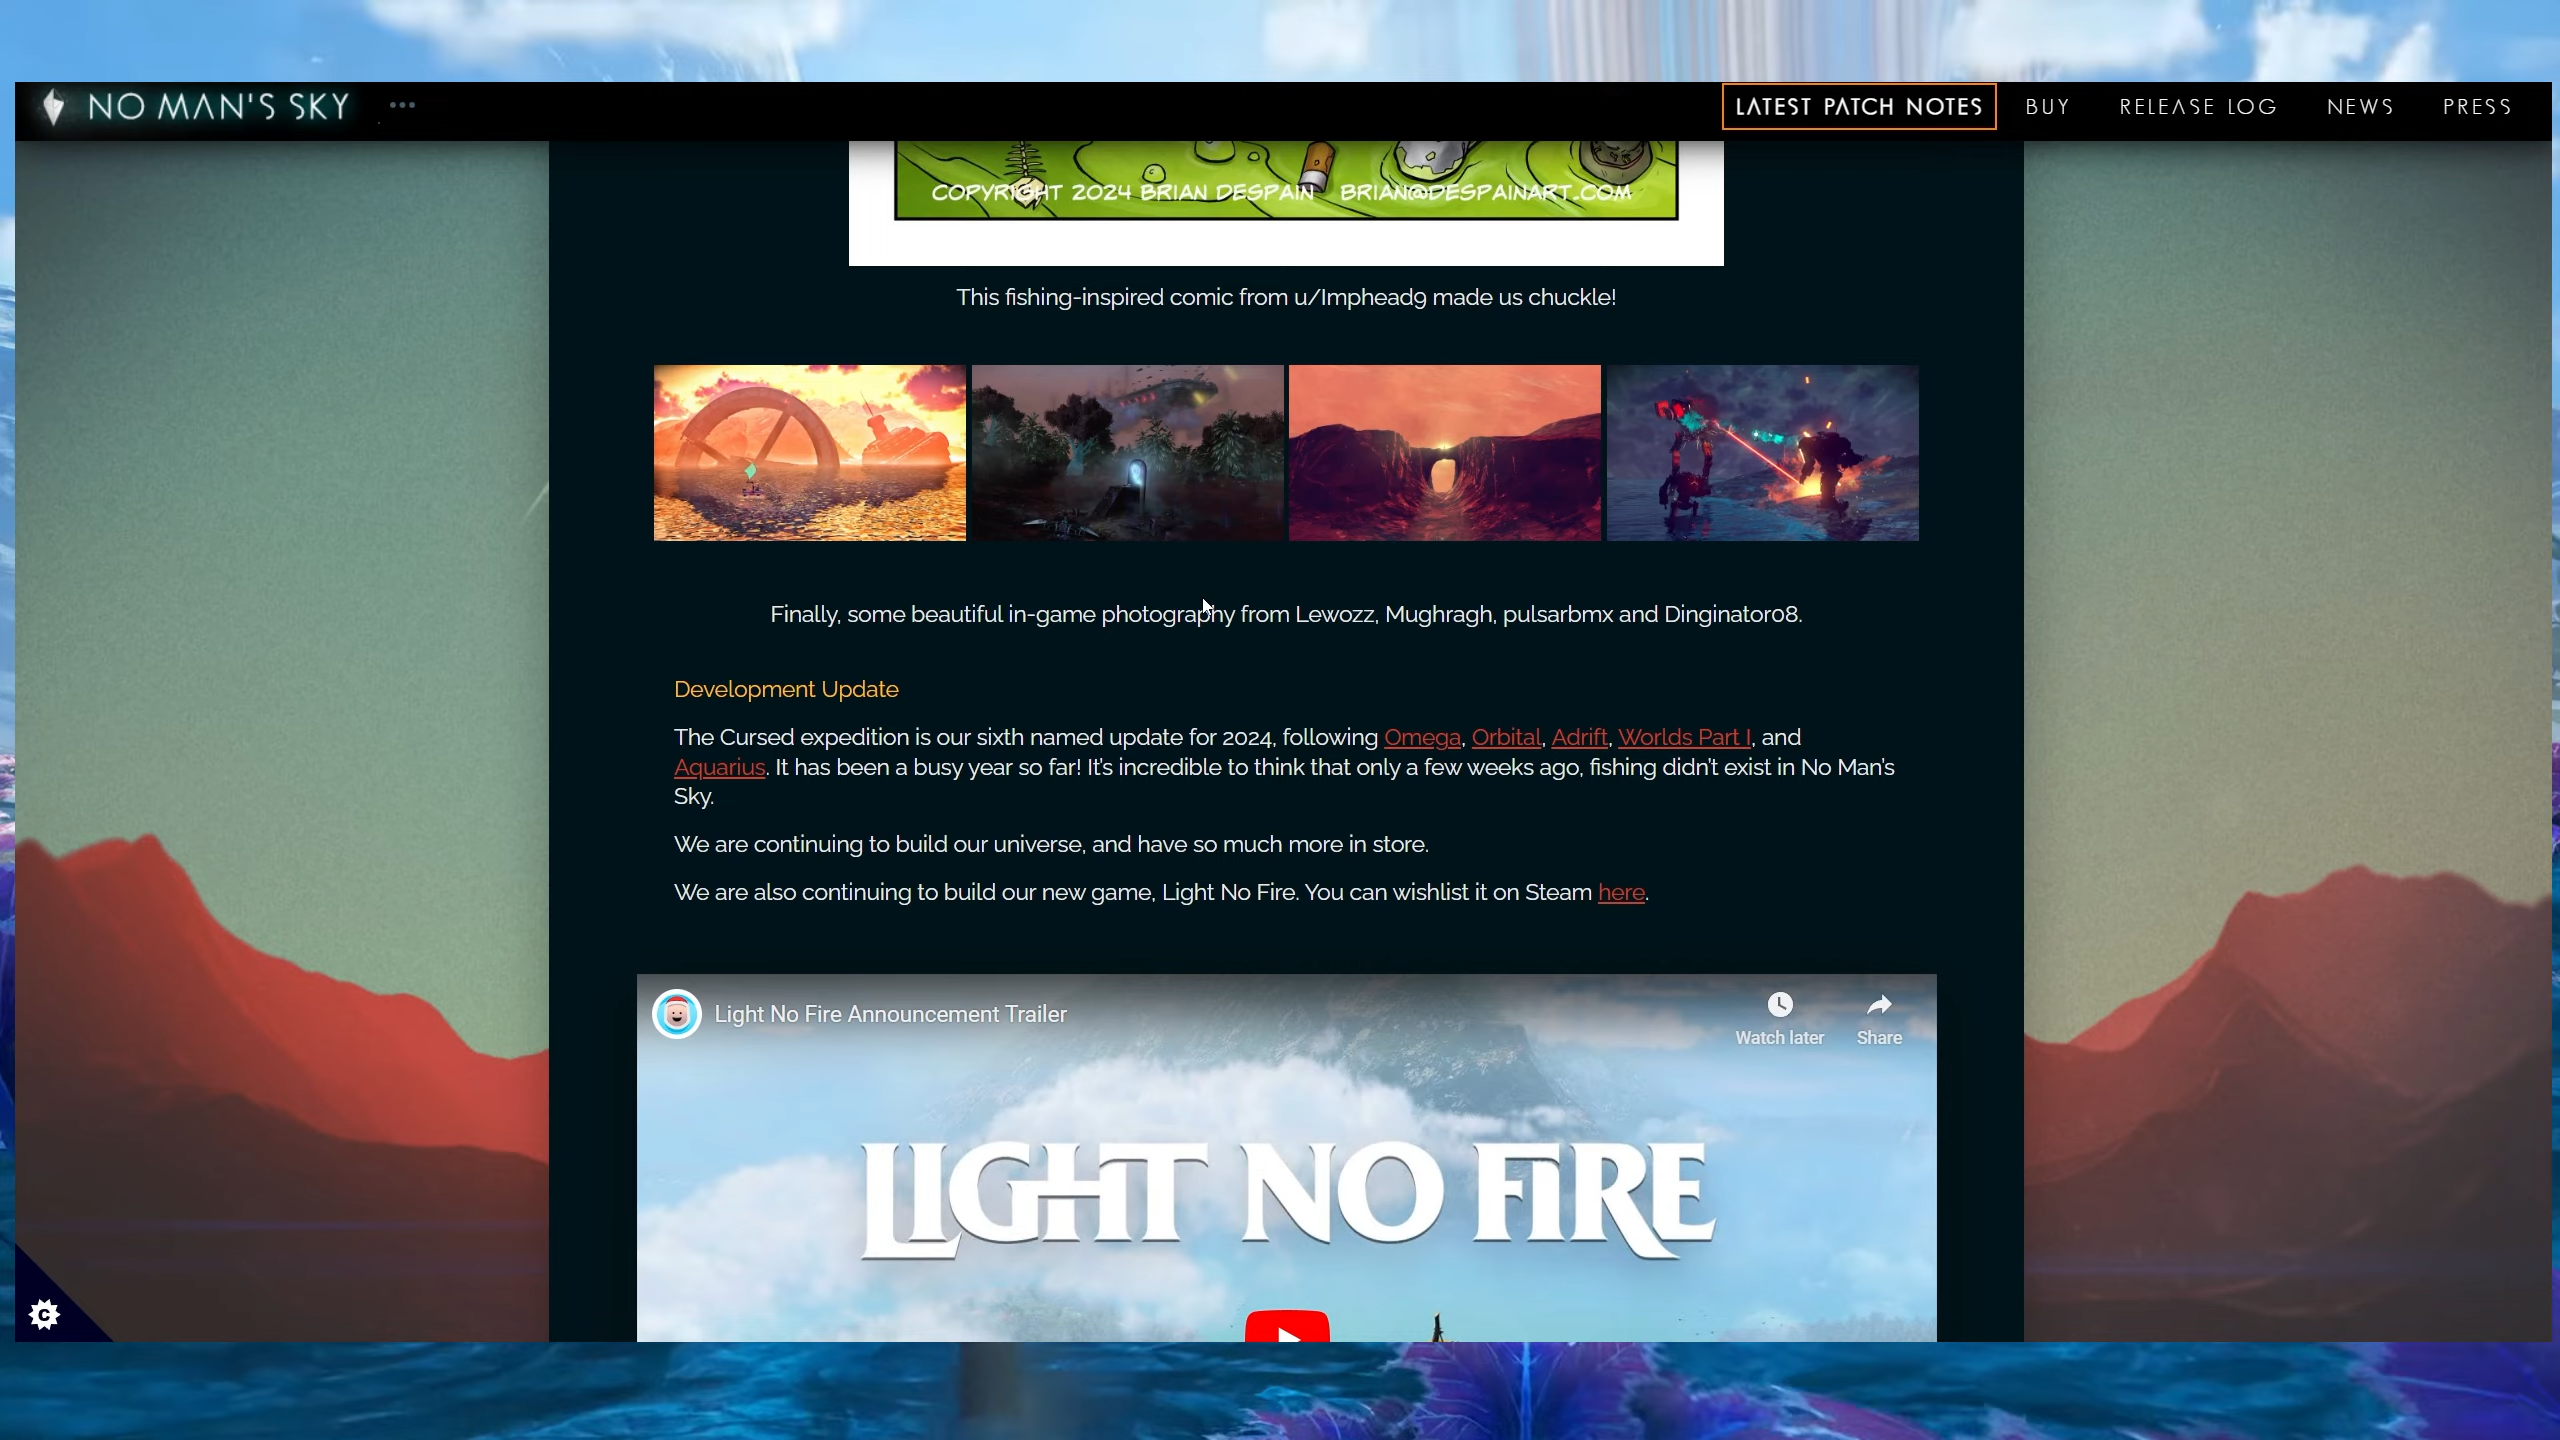 NO MAN'S SKY
LATEST PATCH NOTES BUY RELEASE LOG NEWS PRESS
COPYRIGHT 2024 BRIAN DESPAIN BRIAN@DESPAINART.COM
This fishing-inspired comic from u/Imphead9 made us chuckle!
Finally, some beautiful in-game photography from Lewozz, Mughragh, pulsarbmx and Dinginator08.
Development Update
The Cursed expedition is our sixth named update for 2024, following Omega, Orbital, Adrift, Worlds Part I, and
Aquarius. It has been a busy year so far! It’s incredible to think that only a few weeks ago, fishing didn’t exist in No Man’s
Sky.
We are continuing to build our universe, and have so much more in store.
We are also continuing to build our new game, Light No Fire. You can wishlist it on Steam here.
Light No Fire Announcement Trailer
Watch later Share
LIGHT NO FIRE
C